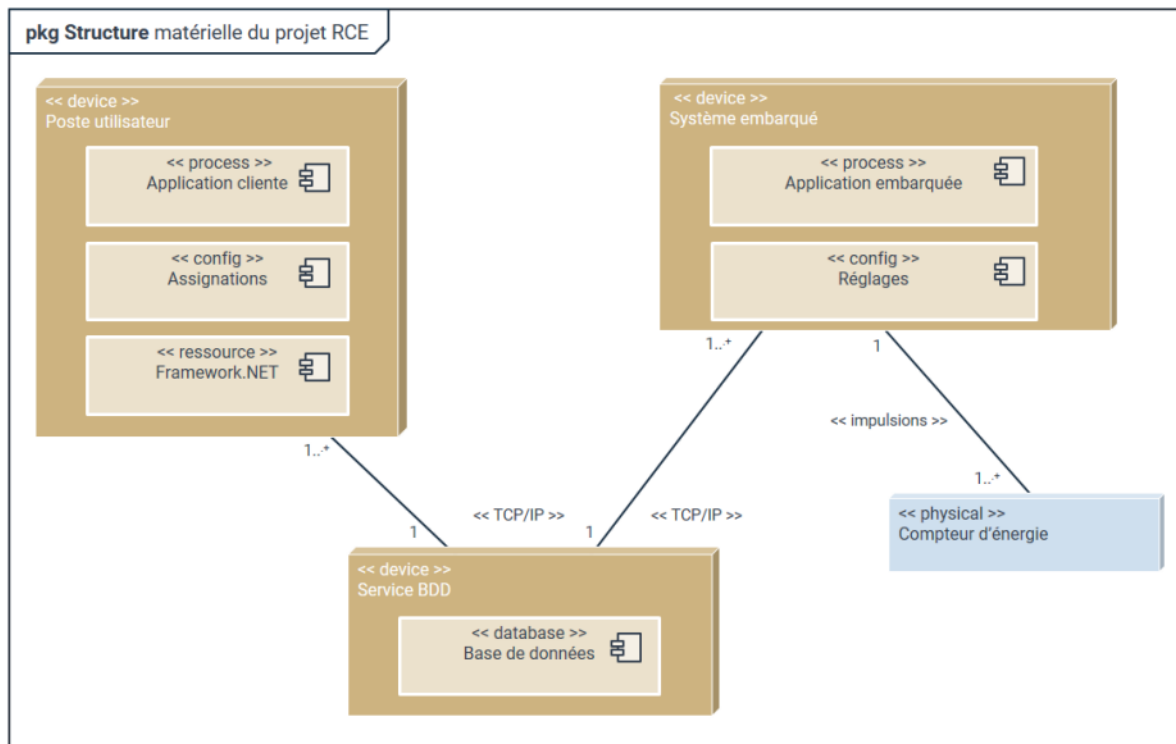 pkg Structure matérielle du projet RCE
<< device >>
Poste utilisateur
<< process >>
Application cliente
<< config >>
Assignations
<< ressource >>
Framework.NET
<< device >>
Système embarqué
<< process >>
Application embarquée
<< config >>
Réglages
1..*
1
<< impulsions >>
1..*
1..*
<< physical >>
Compteur d'énergie
<< TCP/IP >>
<< TCP/IP >>
1
1
<< device >>
Service BDD
<< database >>
Base de données